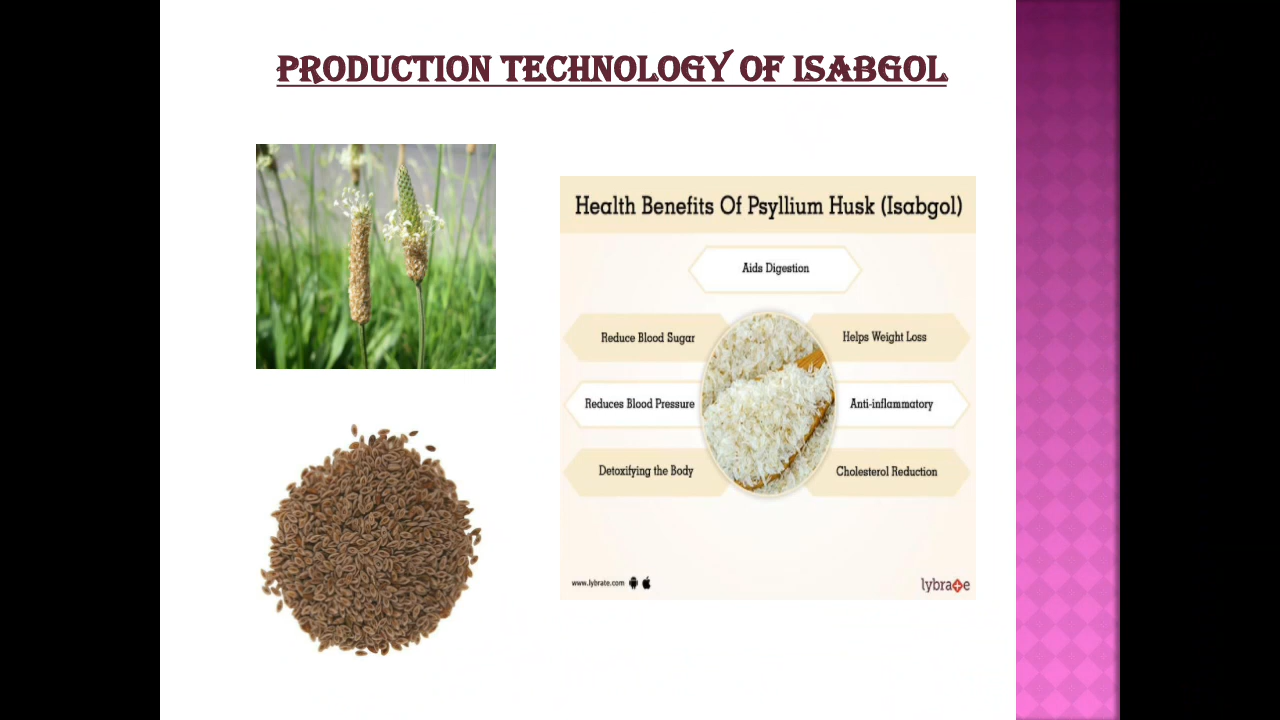 PRODUCTION TECHNOLOGY OF ISABGOL
Health Benefits Of Psyllium Husk (Isabgol)
Aids Digestion
Reduce Blood Sugar
Helps Weight Loss
Reduces Blood Pressure
Anti-inflammatory
Detoxifying the Body
Cholesterol Reduction
www.lybrate.com
lybrate